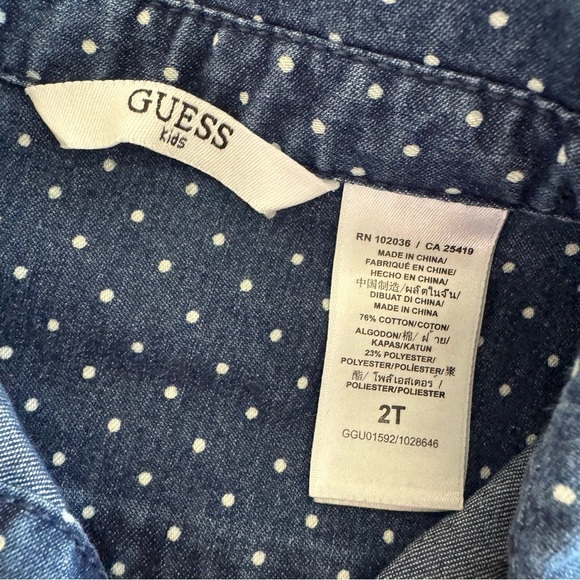 GUESS
kids
RN 102036 / CA 25419
MADE IN CHINA/
FABRIQUÉ EN CHINE/
HECHO EN CHINA/
中国制造/ผลิตในจีน/
DIBUAT DI CHINA/
MADE IN CHINA
76% COTTON/COTON/
ALGODON/棉/ ฝ้าย/
KAPAS/KATUN
23% POLYESTER/
POLYESTER/POLIÉSTER/聚
酯/ โพลีเอสเตอร /
POLIESTER/POLIESTER
2T
GGU01592/1028646